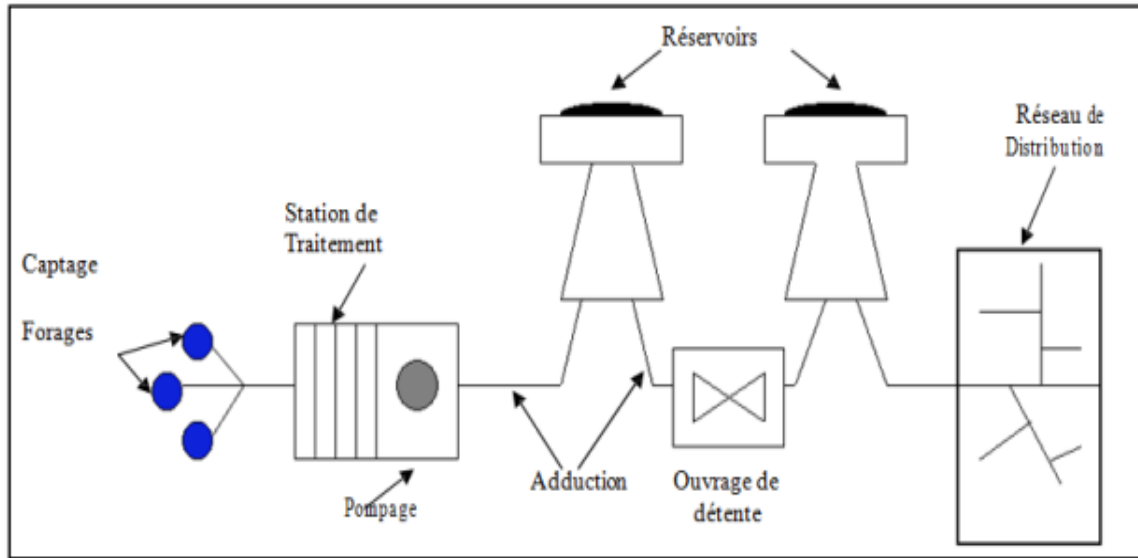 Réservoirs
Réseau de
Distribution
Station de
Traitement
Captage
Forages
Pompage
Adduction
Ouvrage de
détente